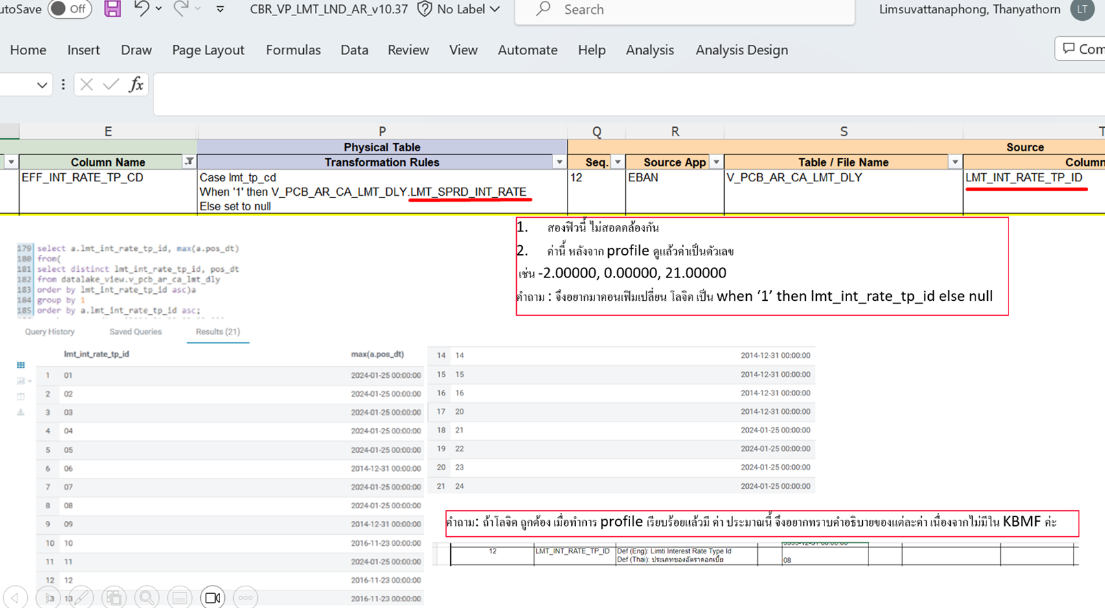 utoSave Off CBR_VP_LMT_LND_AR_v10.37 No Label Search Limsuvattanaphong, Thanyathorn LT
Home Insert Draw Page Layout Formulas Data Review View Automate Help Analysis Analysis Design Com
fx
E P Q R S T
Physical Table Source
Column Name Transformation Rules Seq. Source App Table / File Name Column
EFF_INT_RATE_TP_CD Case lmt_tp_cd 12 EBAN V_PCB_AR_CA_LMT_DLY LMT_INT_RATE_TP_ID
When '1' then V_PCB_AR_CA_LMT_DLY.LMT_SPRD_INT_RATE
Else set to null
1. สองฟิวนี้ ไม่สอดคล้องกัน
2. ค่านี้ หลังจาก profile ดูแล้วค่าเป็นตัวเลข
เช่น -2.00000, 0.00000, 21.00000
คำถาม : จึงอยากมาคอนเฟิมเปลี่ยน โลจิค เป็น when ‘1’ then lmt_int_rate_tp_id else null
179 select a.lmt_int_rate_tp_id, max(a.pos_dt)
180 from(
181 select distinct lmt_int_rate_tp_id, pos_dt
182 from datalake_view.v_pcb_ar_ca_lmt_dly
183 order by lmt_int_rate_tp_id asc)a
184 group by 1
185 order by a.lmt_int_rate_tp_id asc;
Query History Saved Queries Results (21)
lmt_int_rate_tp_id max(a.pos_dt)
1 01 2024-01-25 00:00:00
2 02 2024-01-25 00:00:00
3 03 2024-01-25 00:00:00
4 04 2024-01-25 00:00:00
5 05 2024-01-25 00:00:00
6 06 2014-12-31 00:00:00
7 07 2024-01-25 00:00:00
8 08 2024-01-25 00:00:00
9 09 2014-12-31 00:00:00
10 10 2016-11-23 00:00:00
11 11 2024-01-25 00:00:00
12 12 2016-11-23 00:00:00
13 13 2016-11-23 00:00:00
14 14 2014-12-31 00:00:00
15 15 2014-12-31 00:00:00
16 16 2014-12-31 00:00:00
17 20 2014-12-31 00:00:00
18 21 2024-01-25 00:00:00
19 22 2024-01-25 00:00:00
20 23 2024-01-25 00:00:00
21 24 2024-01-25 00:00:00
คำถาม: ถ้าโลจิค ถูกต้อง เมื่อทำการ profile เรียบร้อยแล้วมี ค่า ประมาณนี้ จึงอยากทราบคำอธิบายของแต่ละค่า เนื่องจากไม่มีใน KBMF ค่ะ
12 LMT_INT_RATE_TP_ID Def (Eng): Limti Interest Rate Type Id
Def (Thai): ประเภทของอัตราดอกเบี้ย 08